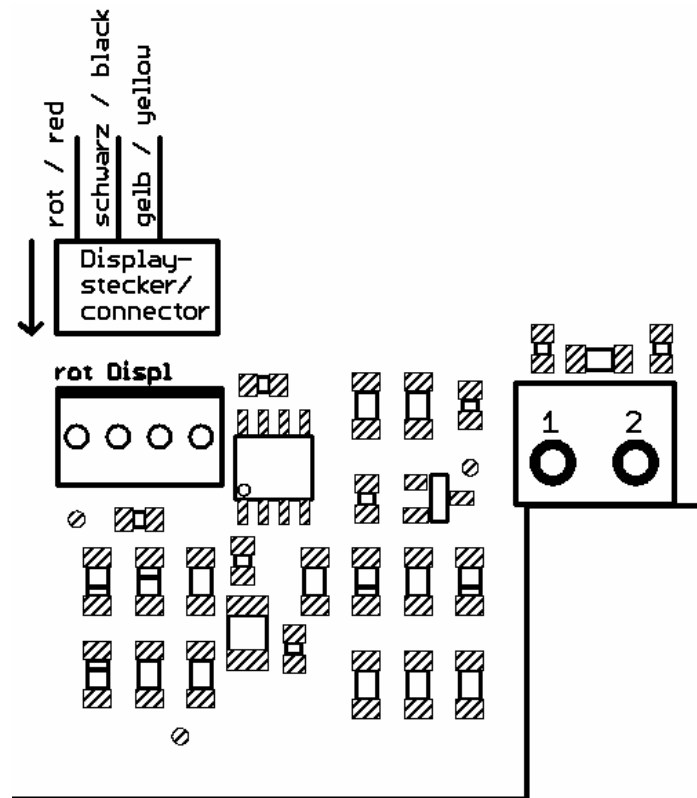 rot / red
schwarz / black
gelb / yellow
Display-
stecker/
connector
rot Displ
1 2